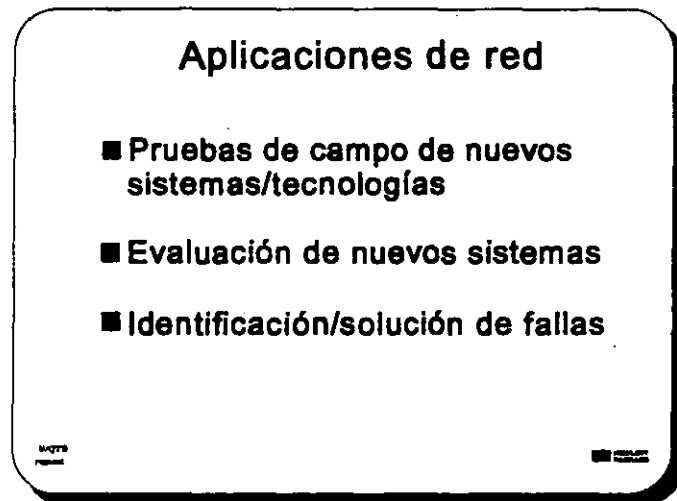 Aplicaciones de red
■ Pruebas de campo de nuevos
sistemas/tecnologías
■ Evaluación de nuevos sistemas
■ Identificación/solución de fallas